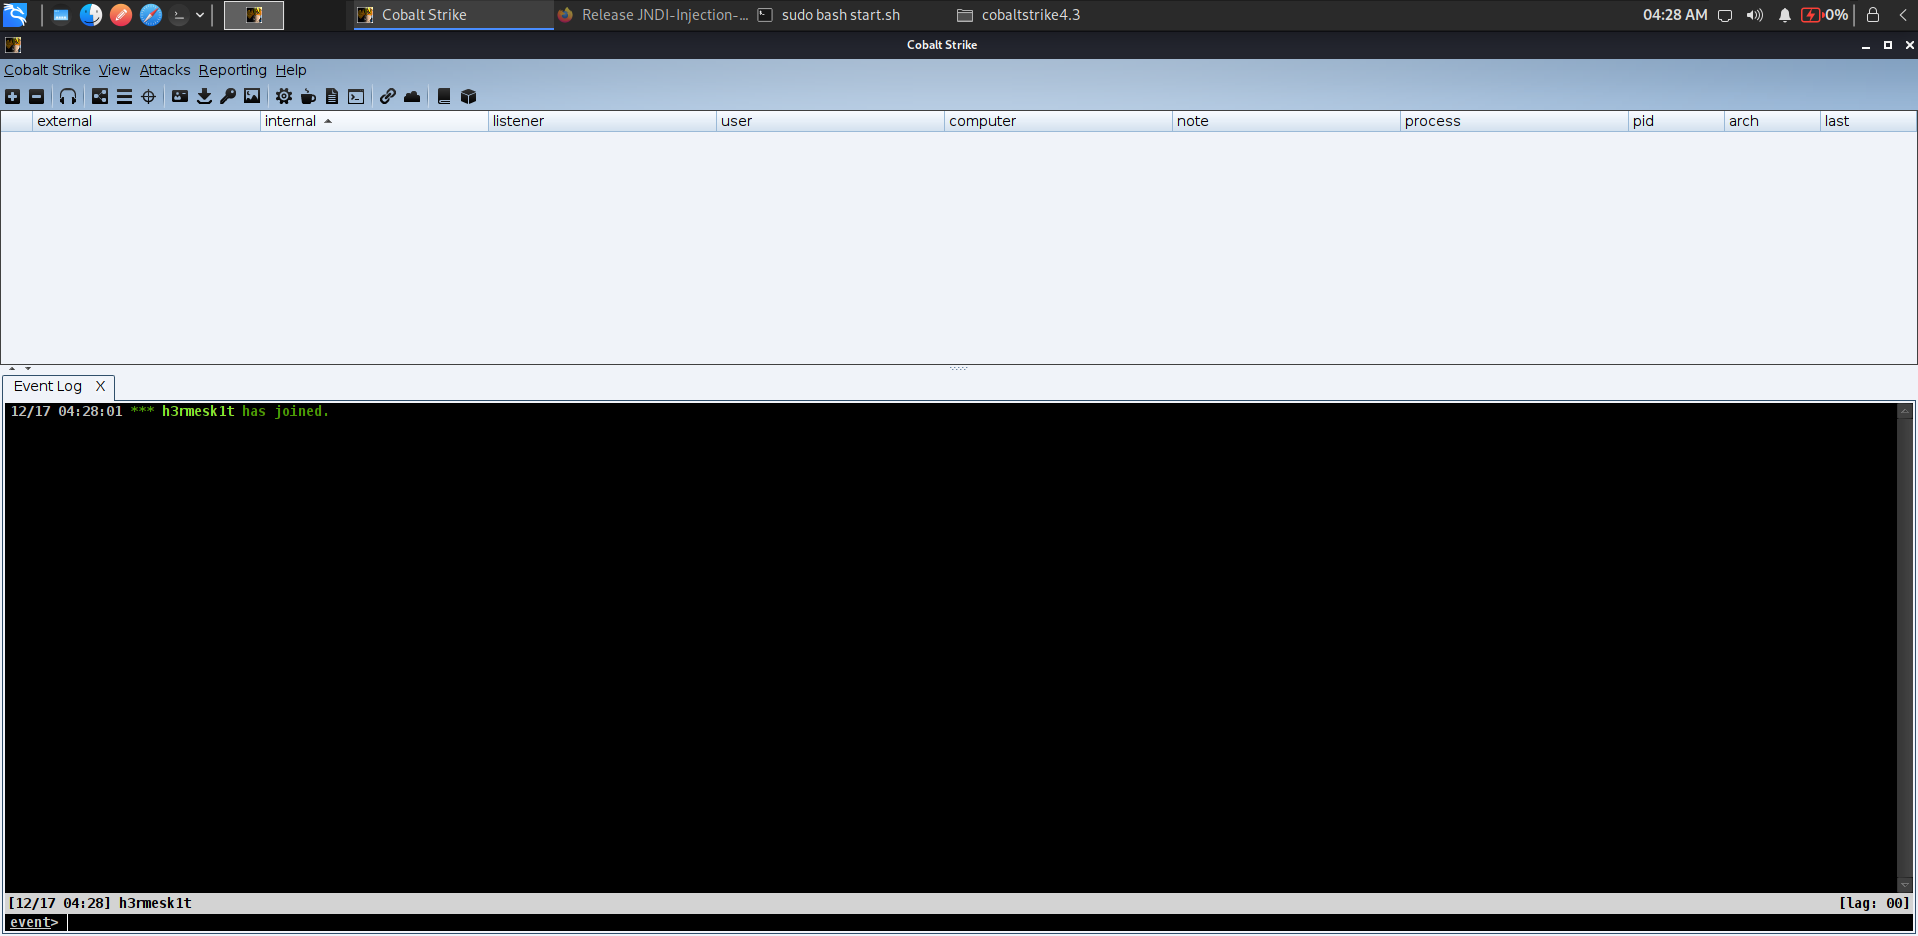 Cobalt Strike Release JNDI-Injection-... sudo bash start.sh cobaltstrike4.3 04:28 AM 0%
Cobalt Strike
Cobalt Strike View Attacks Reporting Help
external internal listener user computer note process pid arch last
Event Log X
12/17 04:28:01 *** h3rmesk1t has joined.
[12/17 04:28] h3rmesk1t [lag: 00]
event>